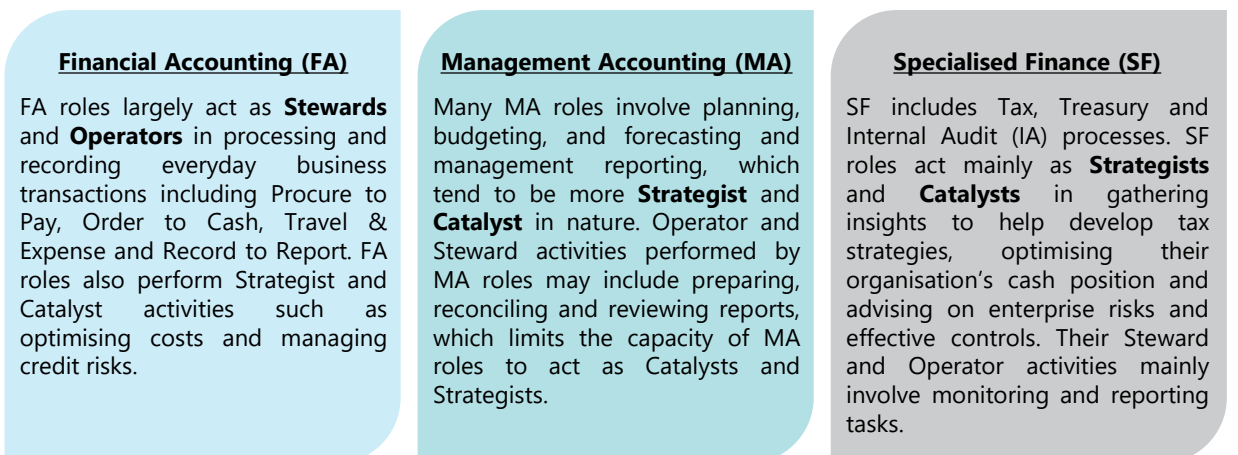 Financial Accounting (FA)
FA roles largely act as Stewards
and Operators in processing and
recording everyday business
transactions including Procure to
Pay, Order to Cash, Travel &
Expense and Record to Report. FA
roles also perform Strategist and
Catalyst activities such as
optimising costs and managing
credit risks.
Management Accounting (MA)
Many MA roles involve planning,
budgeting, and forecasting and
management reporting, which
tend to be more Strategist and
Catalyst in nature. Operator and
Steward activities performed by
MA roles may include preparing,
reconciling and reviewing reports,
which limits the capacity of MA
roles to act as Catalysts and
Strategists.
Specialised Finance (SF)
SF includes Tax, Treasury and
Internal Audit (IA) processes. SF
roles act mainly as Strategists
and Catalysts in gathering
insights to help develop tax
strategies, optimising their
organisation’s cash position and
advising on enterprise risks and
effective controls. Their Steward
and Operator activities mainly
involve monitoring and reporting
tasks.